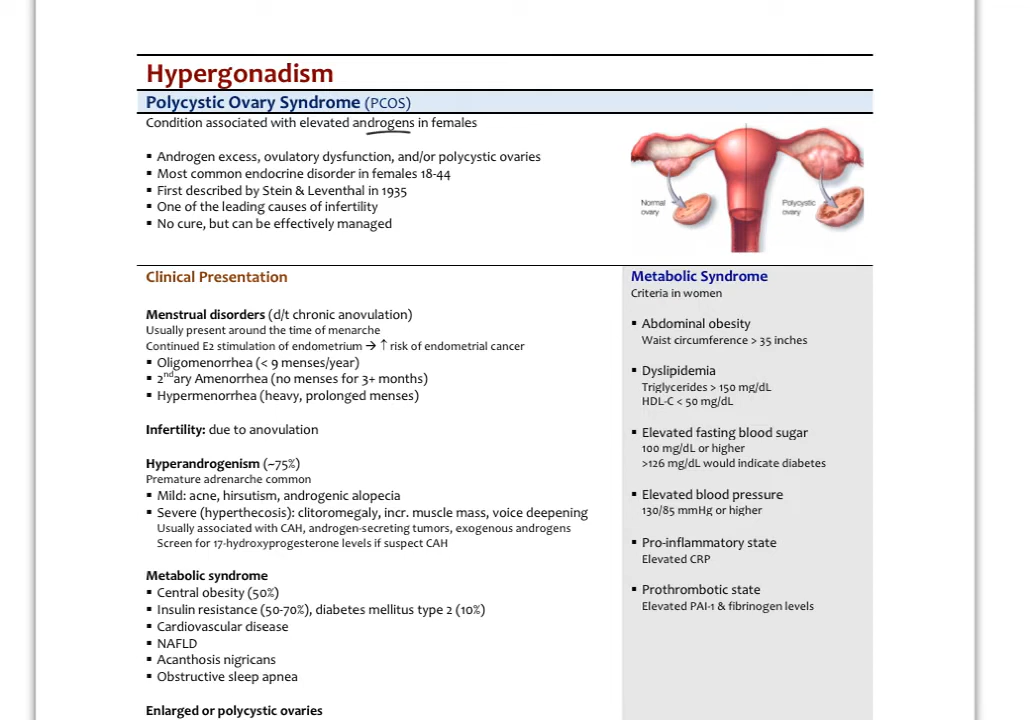 Hypergonadism
Polycystic Ovary Syndrome (PCOS)
Condition associated with elevated androgens in females
▪ Androgen excess, ovulatory dysfunction, and/or polycystic ovaries
▪ Most common endocrine disorder in females 18-44
▪ First described by Stein & Leventhal in 1935
▪ One of the leading causes of infertility
▪ No cure, but can be effectively managed
Normal ovary
Polycystic ovary
Clinical Presentation
Menstrual disorders (d/t chronic anovulation)
Usually present around the time of menarche
Continued E2 stimulation of endometrium → ↑ risk of endometrial cancer
▪ Oligomenorrhea (< 9 menses/year)
▪ 2ndary Amenorrhea (no menses for 3+ months)
▪ Hypermenorrhea (heavy, prolonged menses)
Infertility: due to anovulation
Hyperandrogenism (~75%)
Premature adrenarche common
▪ Mild: acne, hirsutism, androgenic alopecia
▪ Severe (hyperthecosis): clitoromegaly, incr. muscle mass, voice deepening
Usually associated with CAH, androgen-secreting tumors, exogenous androgens
Screen for 17-hydroxyprogesterone levels if suspect CAH
Metabolic syndrome
▪ Central obesity (50%)
▪ Insulin resistance (50-70%), diabetes mellitus type 2 (10%)
▪ Cardiovascular disease
▪ NAFLD
▪ Acanthosis nigricans
▪ Obstructive sleep apnea
Enlarged or polycystic ovaries
Metabolic Syndrome
Criteria in women
▪ Abdominal obesity
Waist circumference > 35 inches
▪ Dyslipidemia
Triglycerides > 150 mg/dL
HDL-C < 50 mg/dL
▪ Elevated fasting blood sugar
100 mg/dL or higher
>126 mg/dL would indicate diabetes
▪ Elevated blood pressure
130/85 mmHg or higher
▪ Pro-inflammatory state
Elevated CRP
▪ Prothrombotic state
Elevated PAI-1 & fibrinogen levels